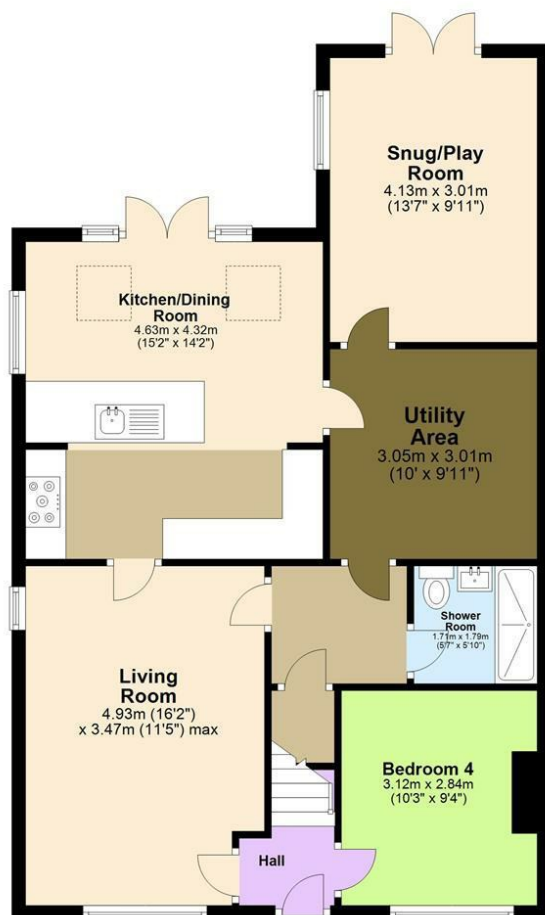 Snug/Play
Room
4.13m x 3.01m
(13'7" x 9'11")
Kitchen/Dining
Room
4.63m x 4.32m
(15'2" x 14'2")
Utility
Area
3.05m x 3.01m
(10' x 9'11")
Shower
Room
1.71m x 1.79m
(5'7" x 5'10")
Living
Room
4.93m (16'2")
x 3.47m (11'5") max
Bedroom 4
3.12m x 2.84m
(10'3" x 9'4")
Hall